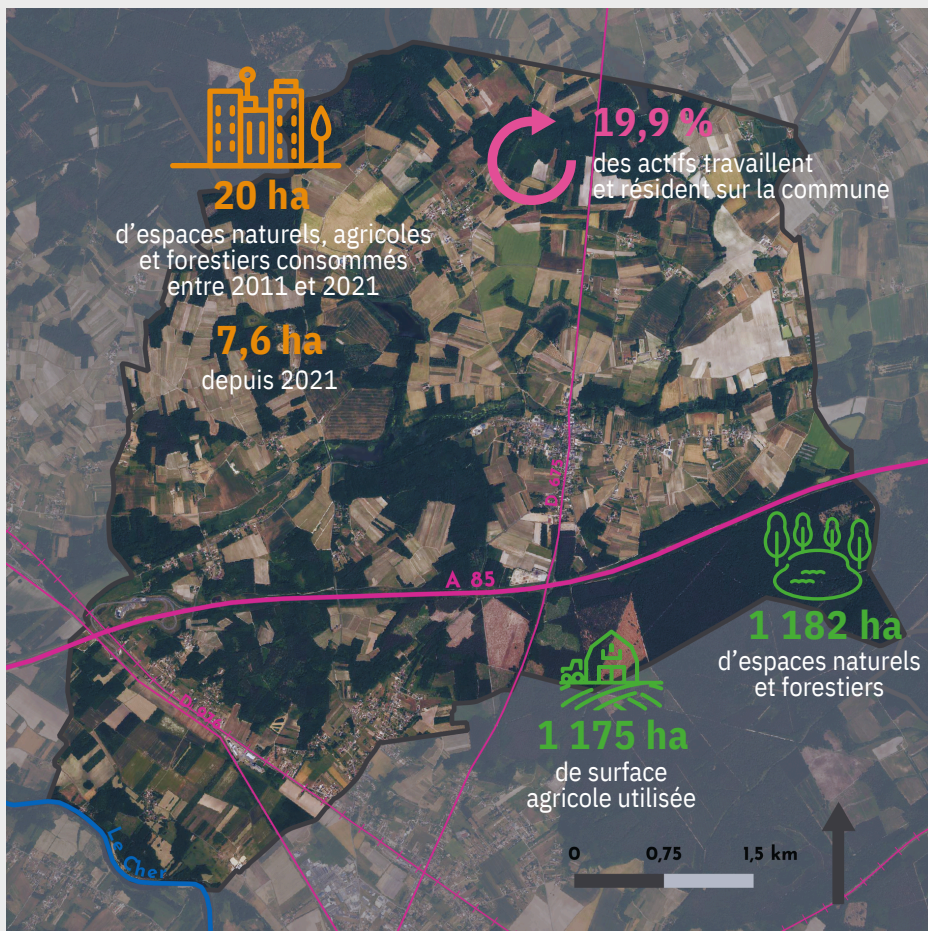 19,9 %
des actifs travaillent
et résident sur la commune
20 ha
d'espaces naturels, agricoles
et forestiers consommés
entre 2011 et 2021
7,6 ha
depuis 2021
D 675
A 85
1 182 ha
d'espaces naturels
et forestiers
D 956
1 175 ha
de surface
agricole utilisée
Le Cher
0 0,75 1,5 km